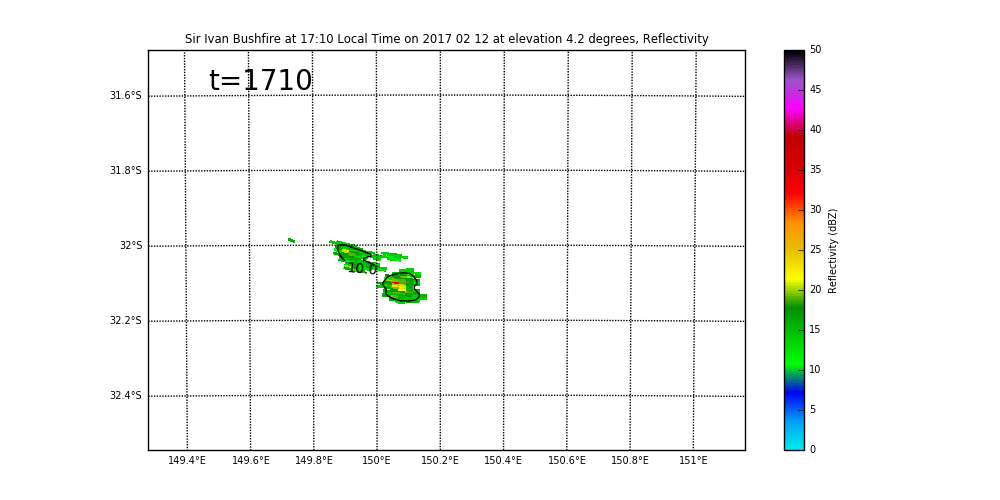 Sir Ivan Bushfire at 17:10 Local Time on 2017 02 12 at elevation 4.2 degrees, Reflectivity
t=1710
31.6°S
31.8°S
32°S
32.2°S
32.4°S
10.0
149.4°E 149.6°E 149.8°E 150°E 150.2°E 150.4°E 150.6°E 150.8°E 151°E
50
45
40
35
30
25
20
15
10
5
0
Reflectivity (dBZ)